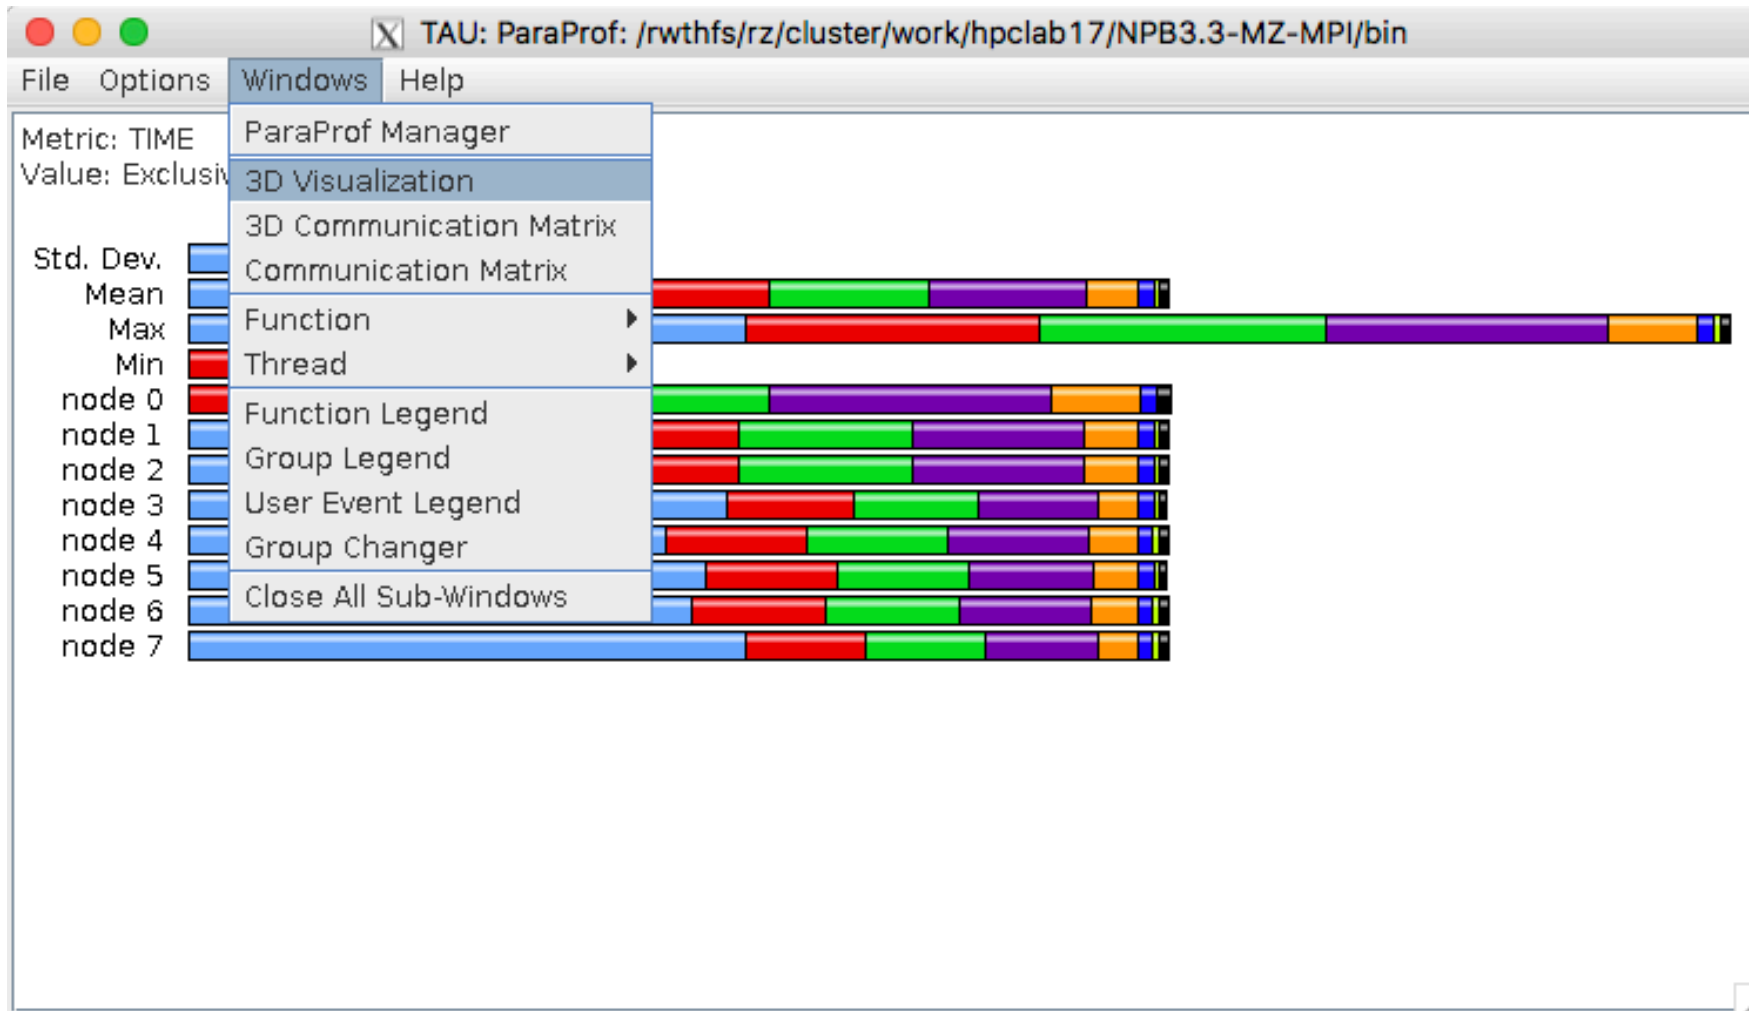 TAU: ParaProf: /rwthfs/rz/cluster/work/hpclab17/NPB3.3-MZ-MPI/bin
File Options Windows Help
Metric: TIME
Value: Exclusiv
ParaProf Manager
3D Visualization
3D Communication Matrix
Communication Matrix
Function
Thread
Function Legend
Group Legend
User Event Legend
Group Changer
Close All Sub-Windows
Std. Dev.
Mean
Max
Min
node 0
node 1
node 2
node 3
node 4
node 5
node 6
node 7